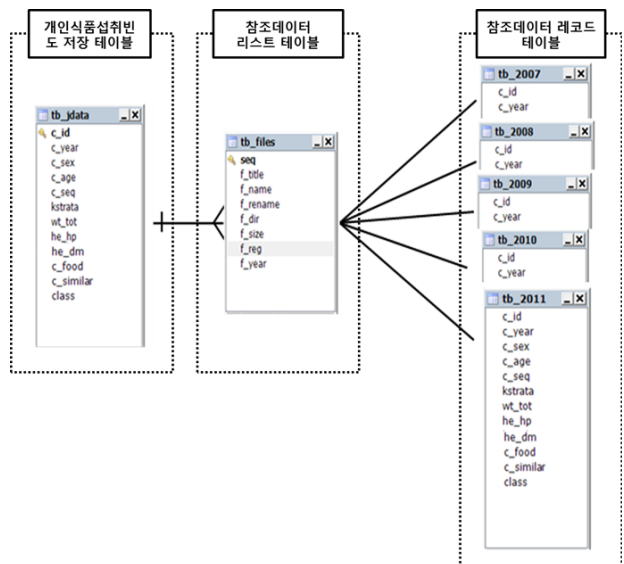 개인식품섭취빈
도 저장 테이블
tb_jdata
c_id
c_year
c_sex
c_age
c_seq
kstrata
wt_tot
he_hp
he_dm
c_food
c_similar
class
참조데이터
리스트 테이블
tb_files
seq
f_title
f_name
f_rename
f_dir
f_size
f_reg
f_year
참조데이터 레코드
테이블
tb_2007
c_id
c_year
tb_2008
c_id
c_year
tb_2009
c_id
c_year
tb_2010
c_id
c_year
tb_2011
c_id
c_year
c_sex
c_age
c_seq
kstrata
wt_tot
he_hp
he_dm
c_food
c_similar
class